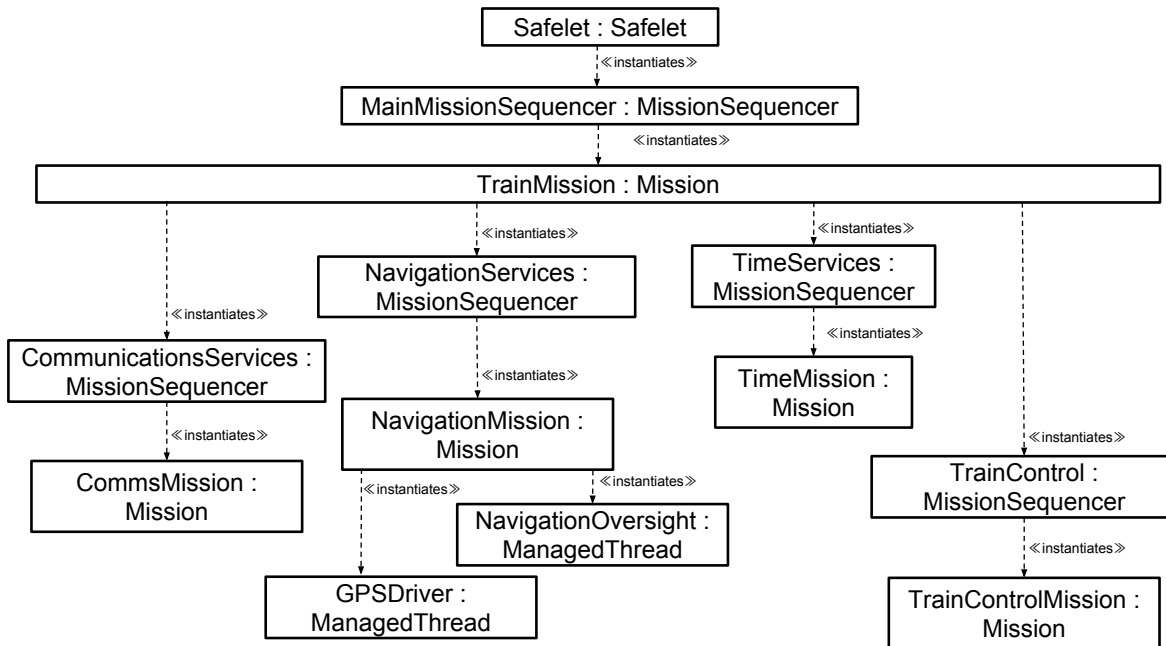 Safelet : Safelet
≪instantiates≫
MainMissionSequencer : MissionSequencer
≪instantiates≫
TrainMission : Mission
≪instantiates≫
≪instantiates≫
NavigationServices :
MissionSequencer
TimeServices :
MissionSequencer
≪instantiates≫
≪instantiates≫
CommunicationsServices :
MissionSequencer
TimeMission :
Mission
≪instantiates≫
NavigationMission :
Mission
≪instantiates≫
≪instantiates≫
CommsMission :
Mission
TrainControl :
MissionSequencer
≪instantiates≫
≪instantiates≫
NavigationOversight :
ManagedThread
≪instantiates≫
GPSDriver :
ManagedThread
TrainControlMission :
Mission